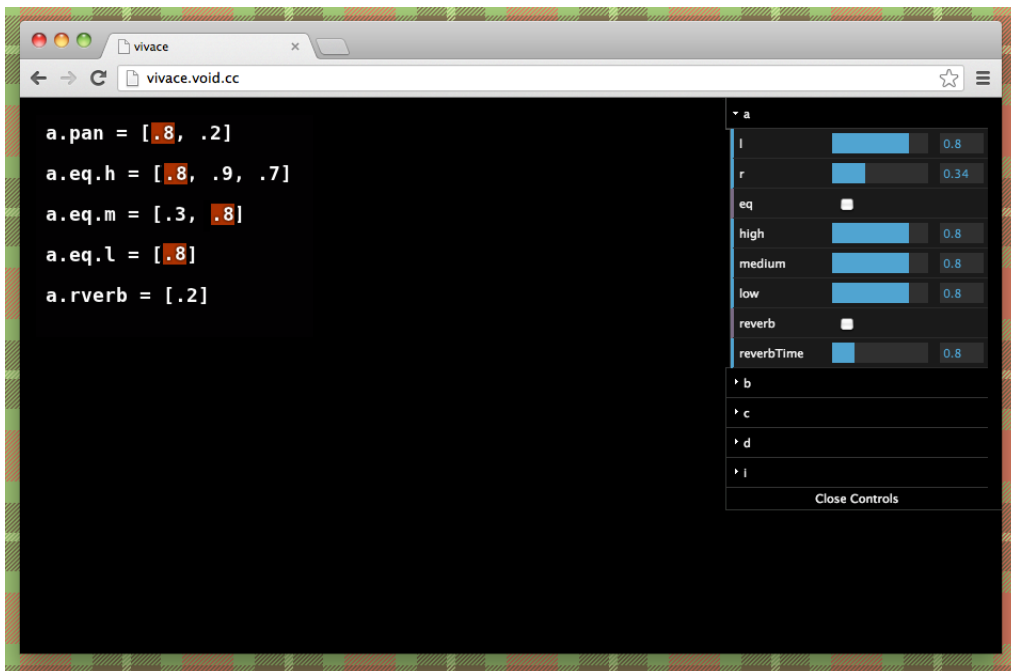 vivace
vivace.void.cc
a.pan = [.8, .2]
a.eq.h = [.8, .9, .7]
a.eq.m = [.3, .8]
a.eq.l = [.8]
a.rverb = [.2]
a
l 0.8
r 0.34
eq
high 0.8
medium 0.8
low 0.8
reverb
reverbTime 0.8
b
c
d
i
Close Controls